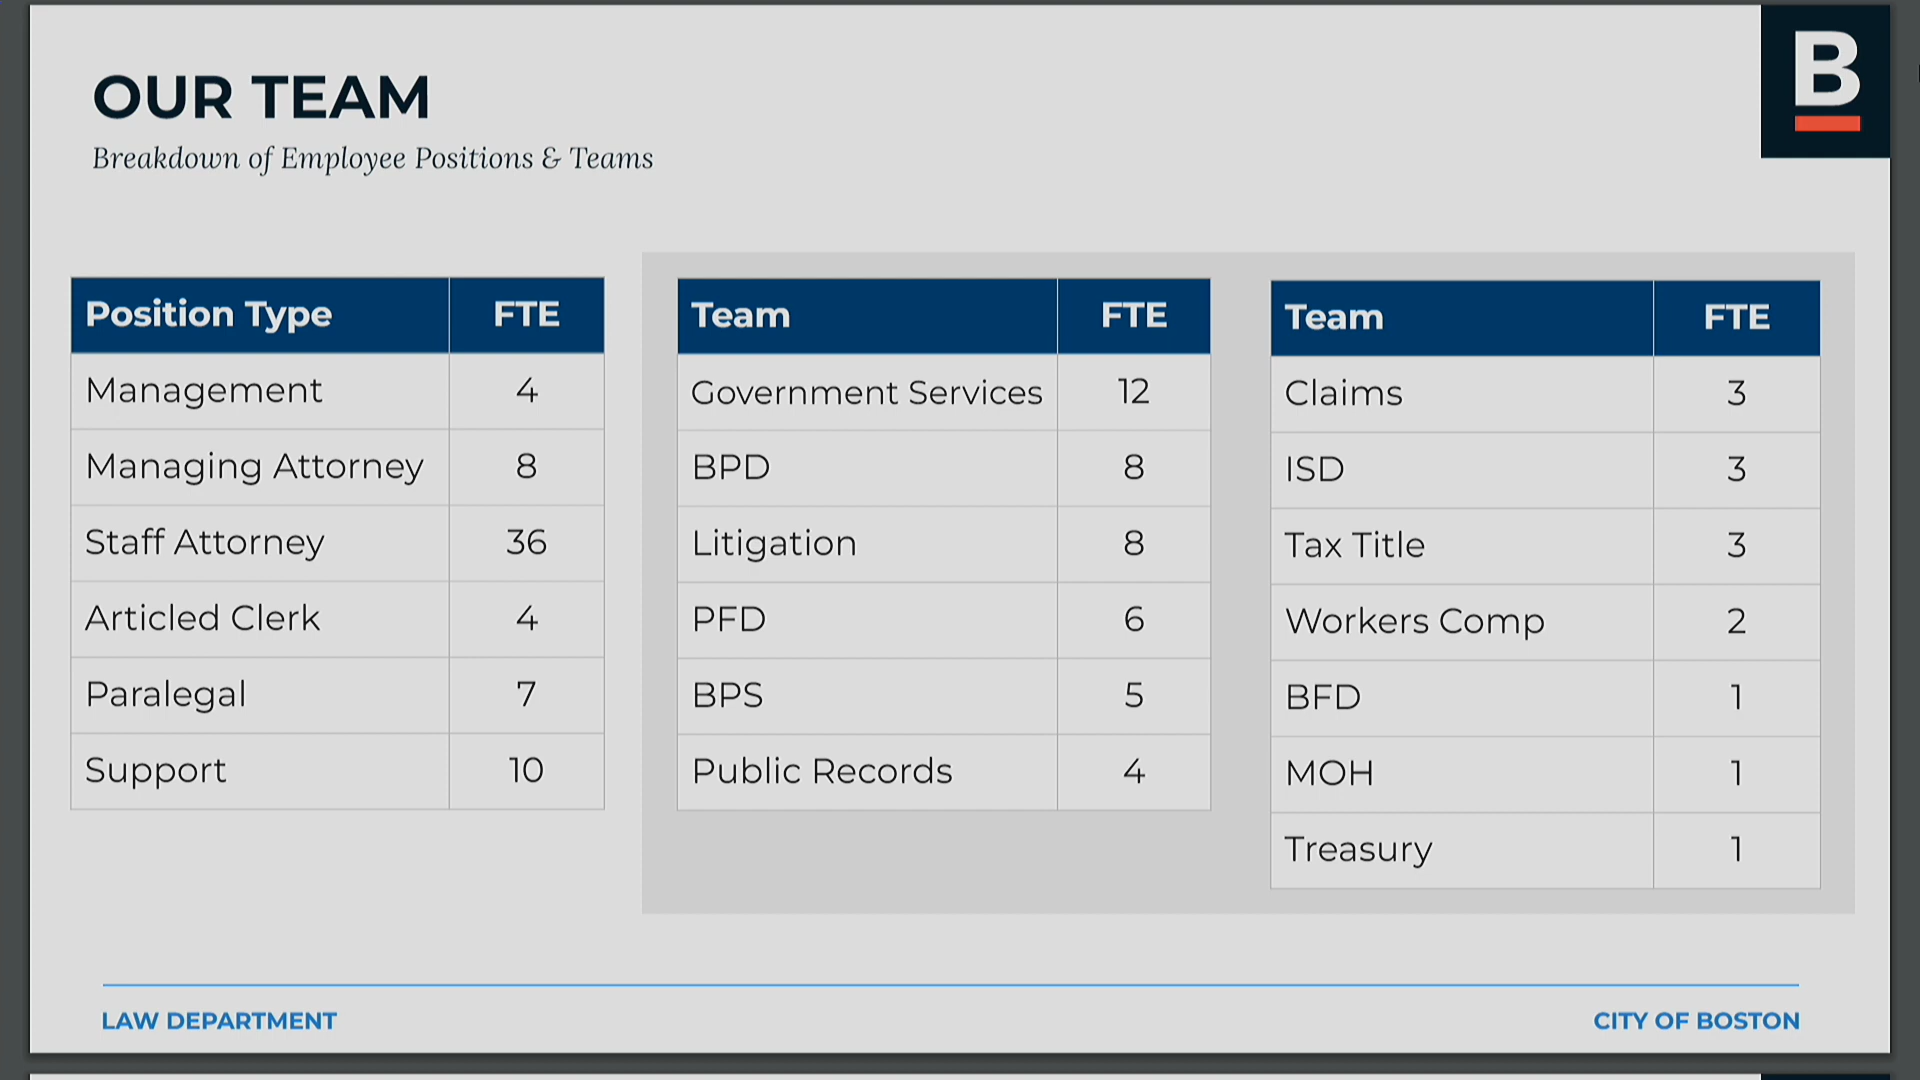 B
OUR TEAM
Breakdown of Employee Positions & Teams
Position Type FTE
Management 4
Managing Attorney 8
Staff Attorney 36
Articled Clerk 4
Paralegal 7
Support 10
Team FTE
Government Services 12
BPD 8
Litigation 8
PFD 6
BPS 5
Public Records 4
Team FTE
Claims 3
ISD 3
Tax Title 3
Workers Comp 2
BFD 1
MOH 1
Treasury 1
LAW DEPARTMENT
CITY OF BOSTON